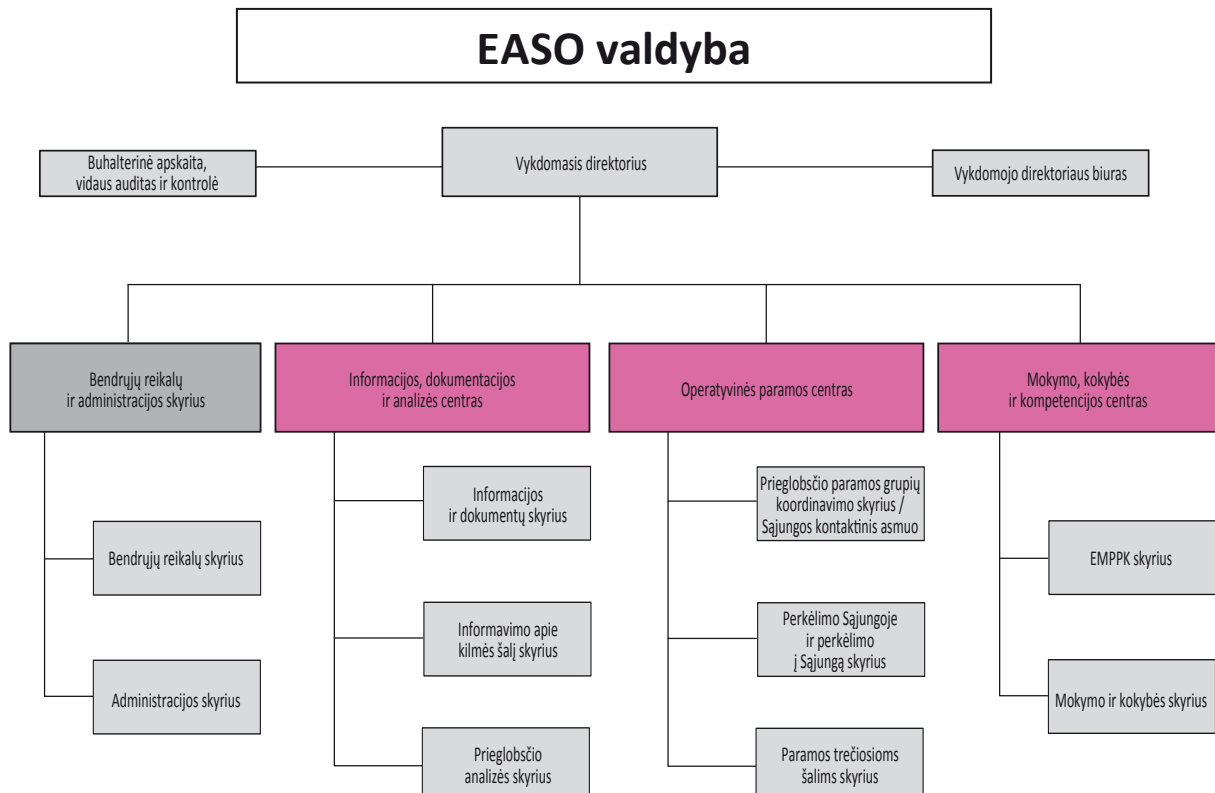 EASO valdyba
Buhalterinė apskaita,
vidaus auditas ir kontrolė
Vykdomasis direktorius
Vykdomojo direktoriaus biuras
Bendrųjų reikalų
ir administracijos skyrius
Informacijos, dokumentacijos
ir analizės centras
Operatyvinės paramos centras
Mokymo, kokybės
ir kompetencijos centras
Bendrųjų reikalų skyrius
Administracijos skyrius
Informacijos
ir dokumentų skyrius
Informavimo apie
kilmės šalį skyrius
Prieglobsčio
analizės skyrius
Prieglobsčio paramos grupių
koordinavimo skyrius /
Sąjungos kontaktinis asmuo
Perkėlimo Sąjungoje
ir perkėlimo
į Sąjungą skyrius
Paramos trečiosioms
šalims skyrius
EMPPK skyrius
Mokymo ir kokybės skyrius